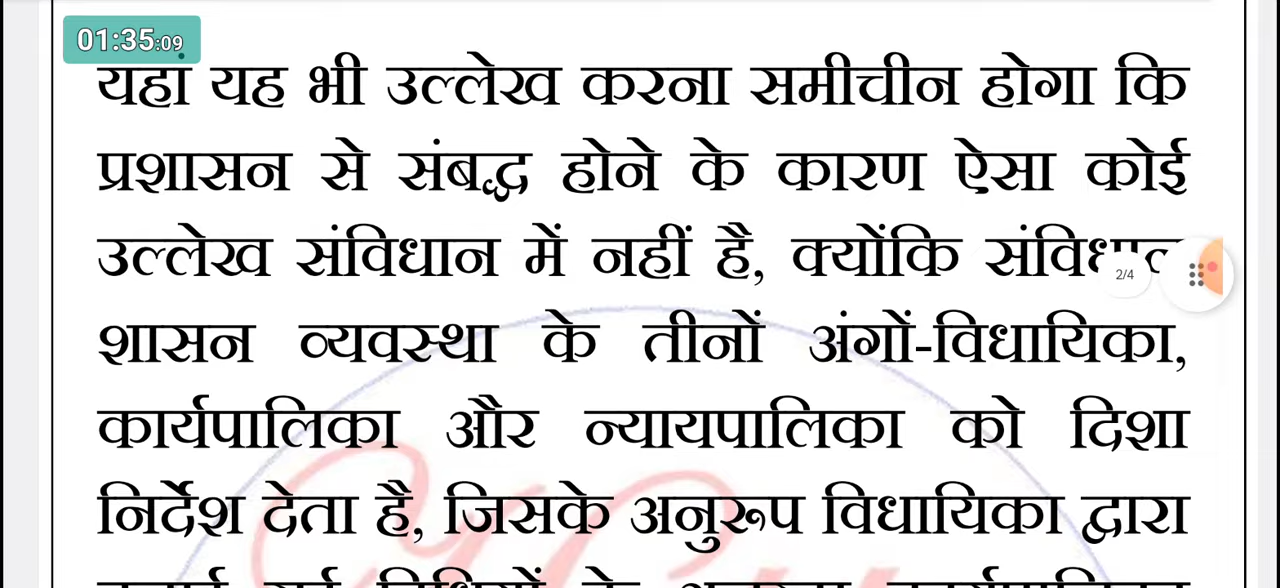 01:35:09
यहाँ यह भी उल्लेख करना समीचीन होगा कि
प्रशासन से संबद्ध होने के कारण ऐसा कोई
उल्लेख संविधान में नहीं है, क्योंकि
2/4
शासन व्यवस्था के तीनों अंगों-विधायिका,
कार्यपालिका और न्यायपालिका को दिशा
निर्देश देता है, जिसके अनुरूप विधायिका द्वारा